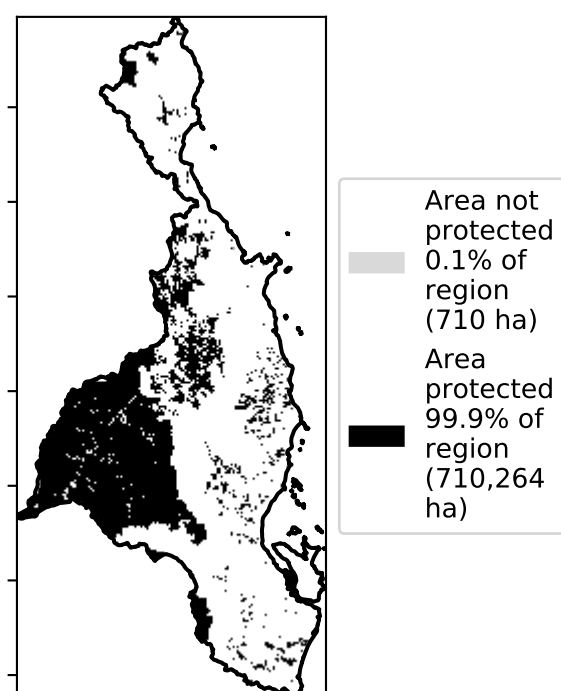 Area not
protected
0.1% of
region
(710 ha)
Area
protected
99.9% of
region
(710,264
ha)